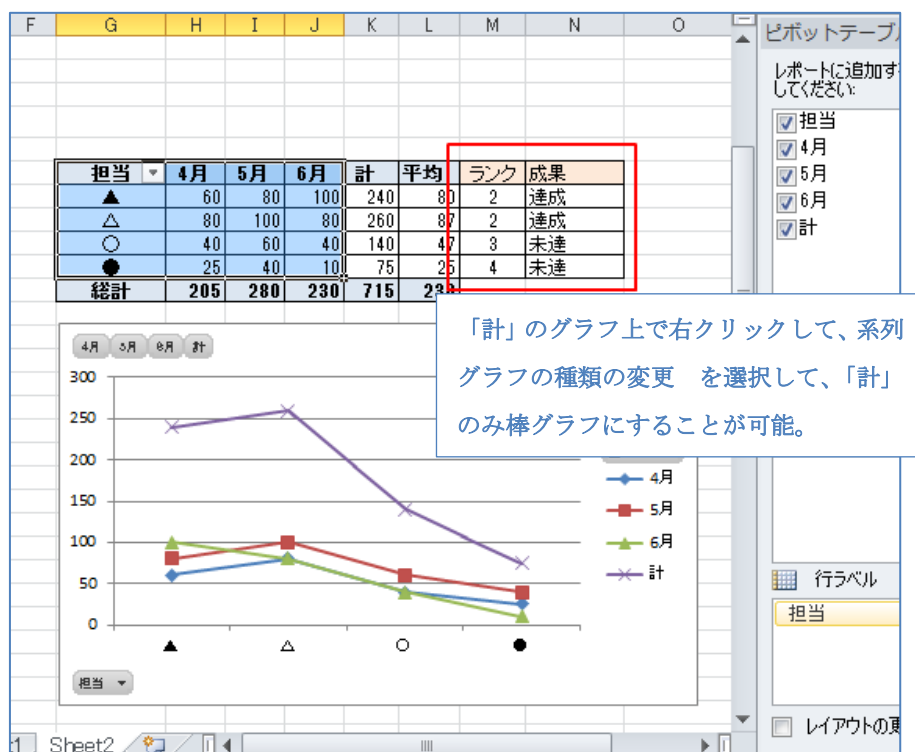 F G H I J K L M N O
ピボットテーブル
レポートに追加す
してください:
担当
4月
5月
6月
計
担当 4月 5月 6月 計 平均 ランク 成果
▲ 60 80 100 240 80 2 達成
△ 80 100 80 260 87 2 達成
○ 40 60 40 140 47 3 未達
● 25 40 10 75 25 4 未達
総計 205 280 230 715
「計」のグラフ上で右クリックして、系列
グラフの種類の変更 を選択して、「計」
のみ棒グラフにすることが可能。
4月 5月 6月 計
300
250
200
150
100
50
0
▲ △ ○ ●
4月
5月
6月
計
担当
行ラベル
担当
レイアウトの更
Sheet2